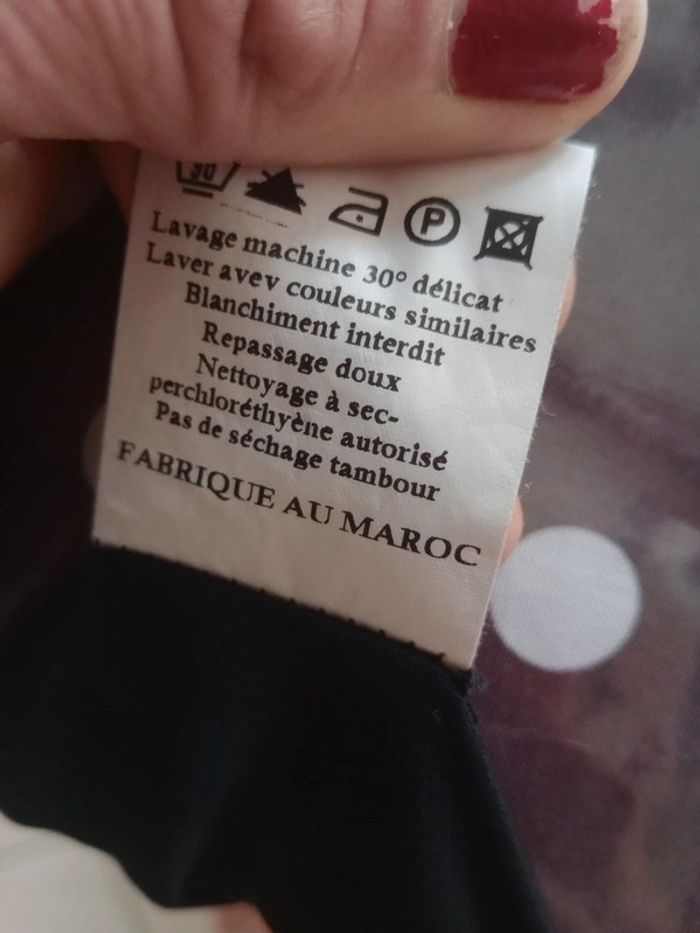 30
P
Lavage machine 30° délicat
Laver avev couleurs similaires
Blanchiment interdit
Repassage doux
Nettoyage à sec-
perchloréthyène autorisé
Pas de séchage tambour
FABRIQUE AU MAROC